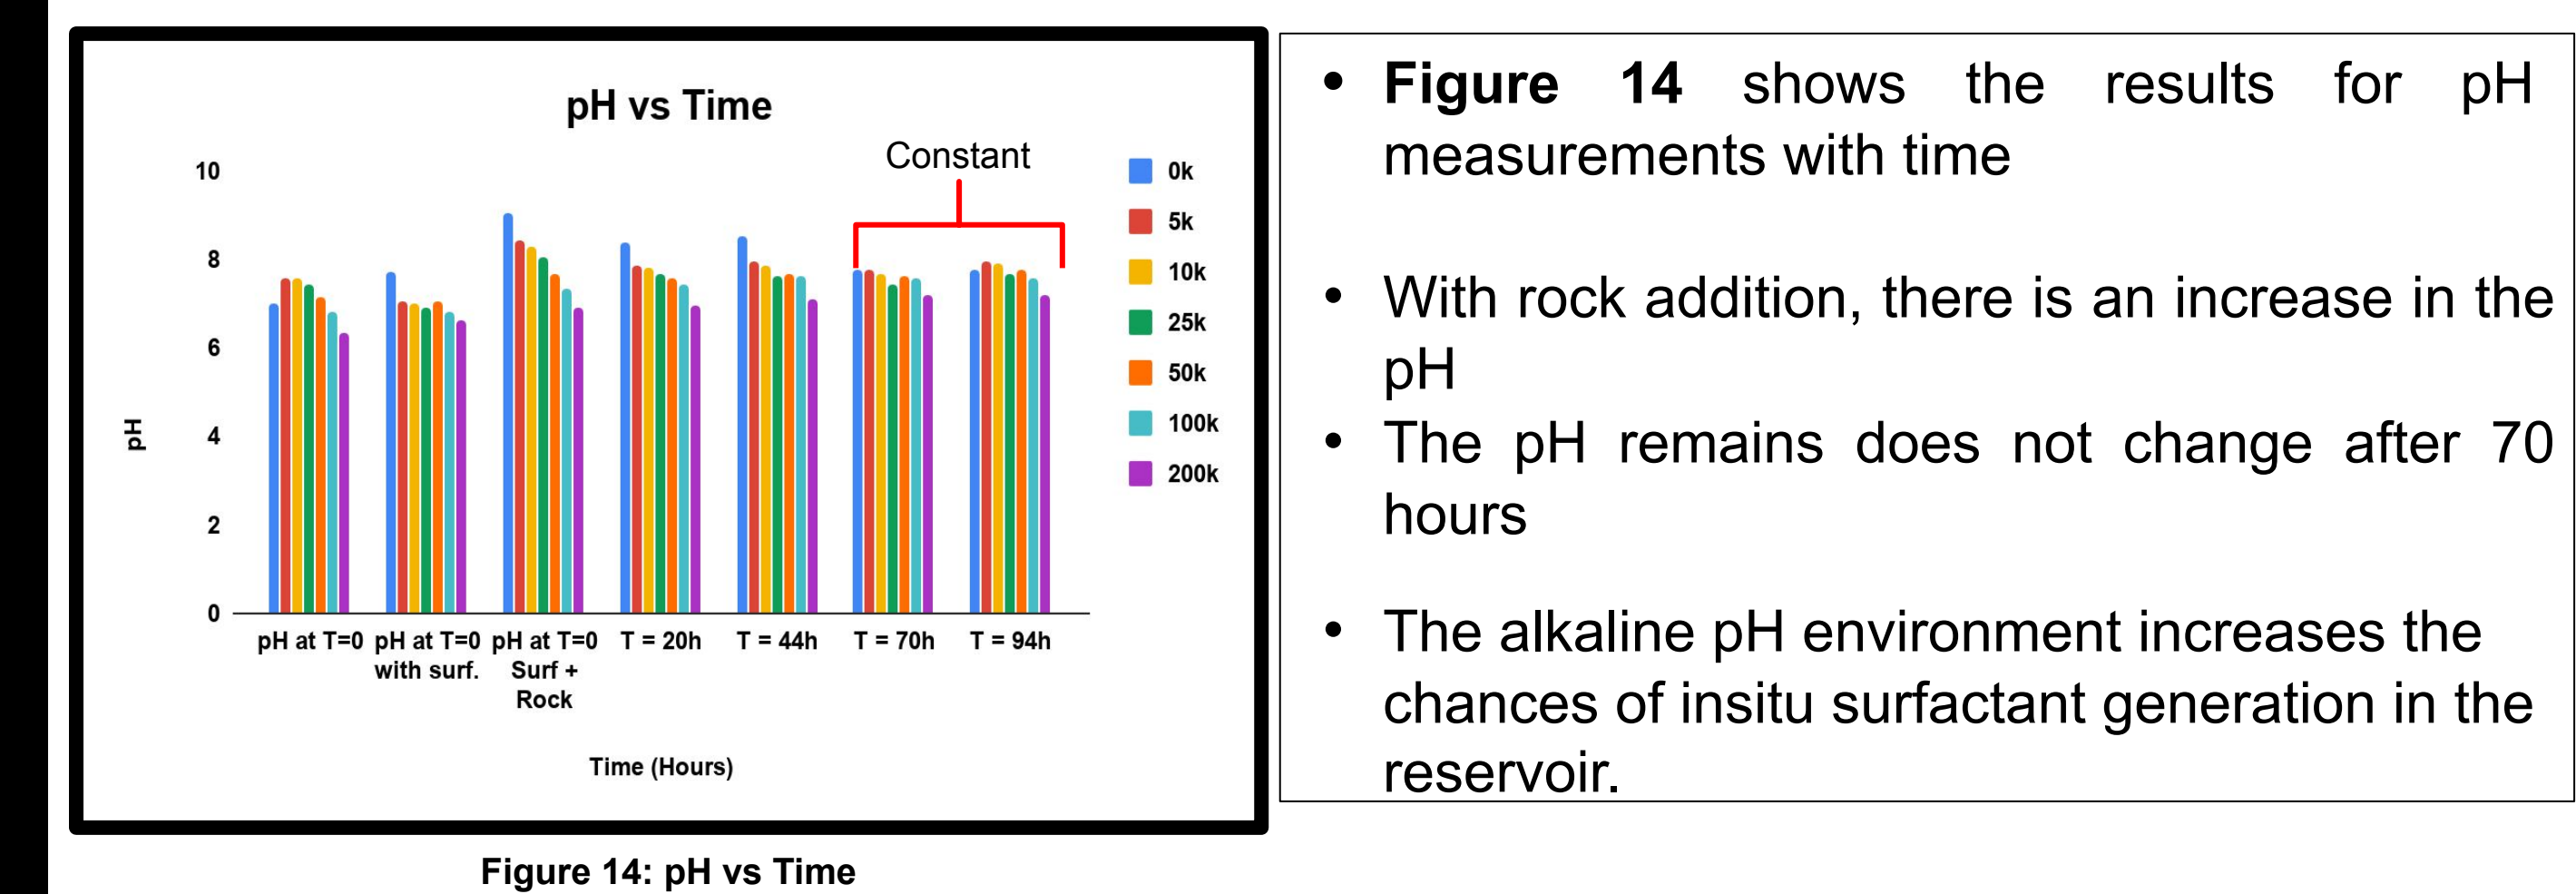 pH vs Time
Constant
10
8
6
4
2
0
pH
0k
5k
10k
25k
50k
100k
200k
pH at T=0
pH at T=0
with surf.
pH at T=0
Surf +
Rock
T = 20h
T = 44h
T = 70h
T = 94h
Time (Hours)
Figure 14: pH vs Time
• Figure 14 shows the results for pH
measurements with time
• With rock addition, there is an increase in the
pH
• The pH remains does not change after 70
hours
• The alkaline pH environment increases the
chances of insitu surfactant generation in the
reservoir.